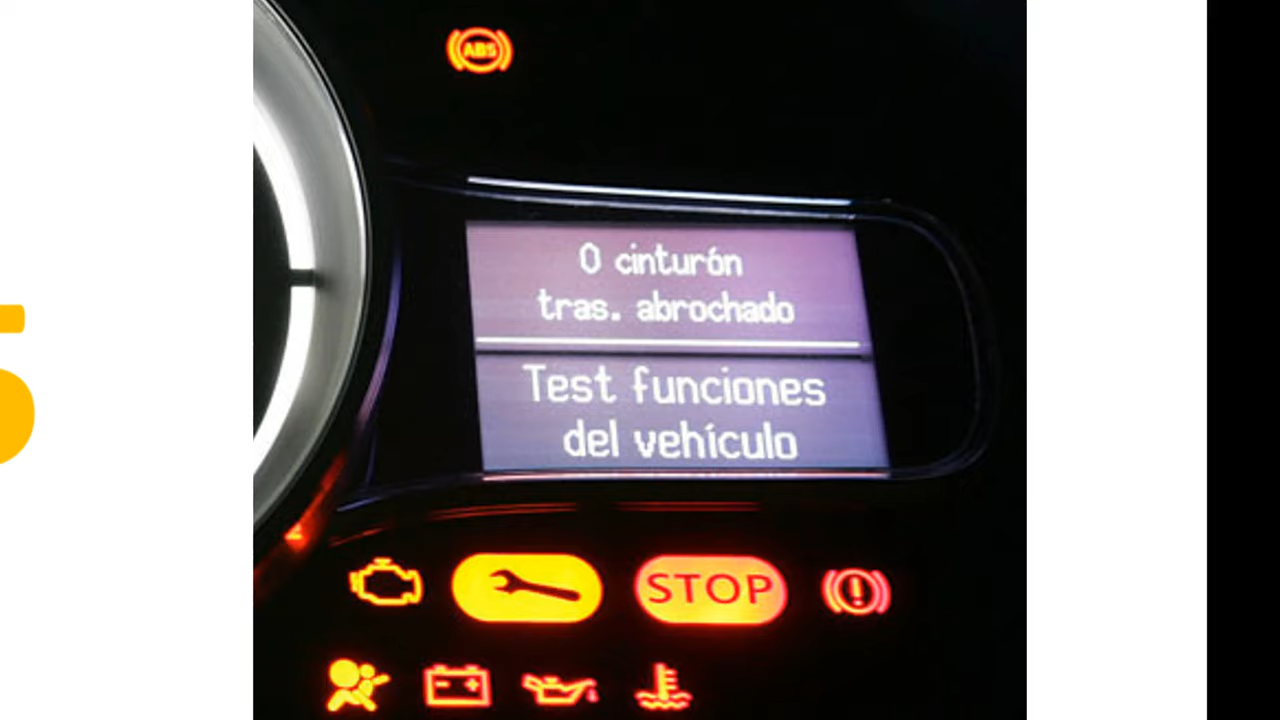 ABS
0 cinturón
tras. abrochado
Test funciones
del vehículo
STOP